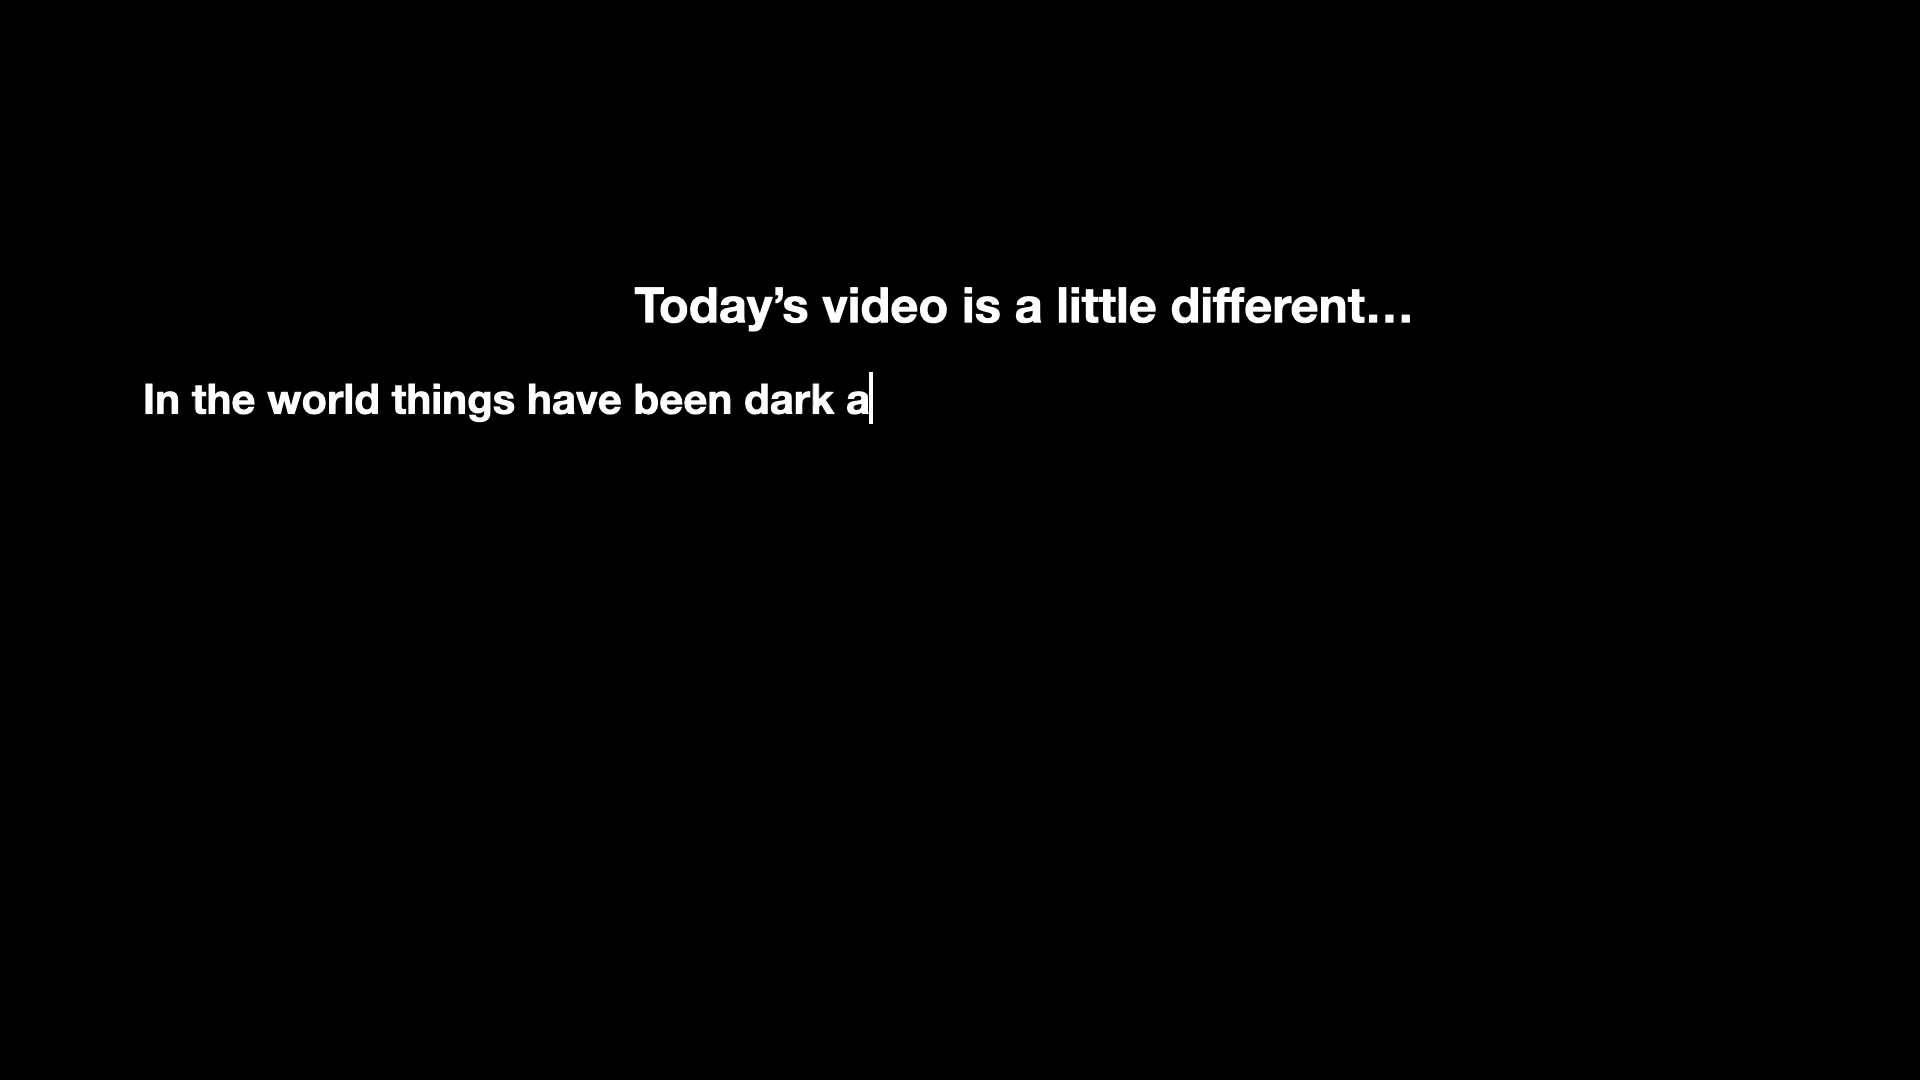 Today’s video is a little different…
In the world things have been dark a